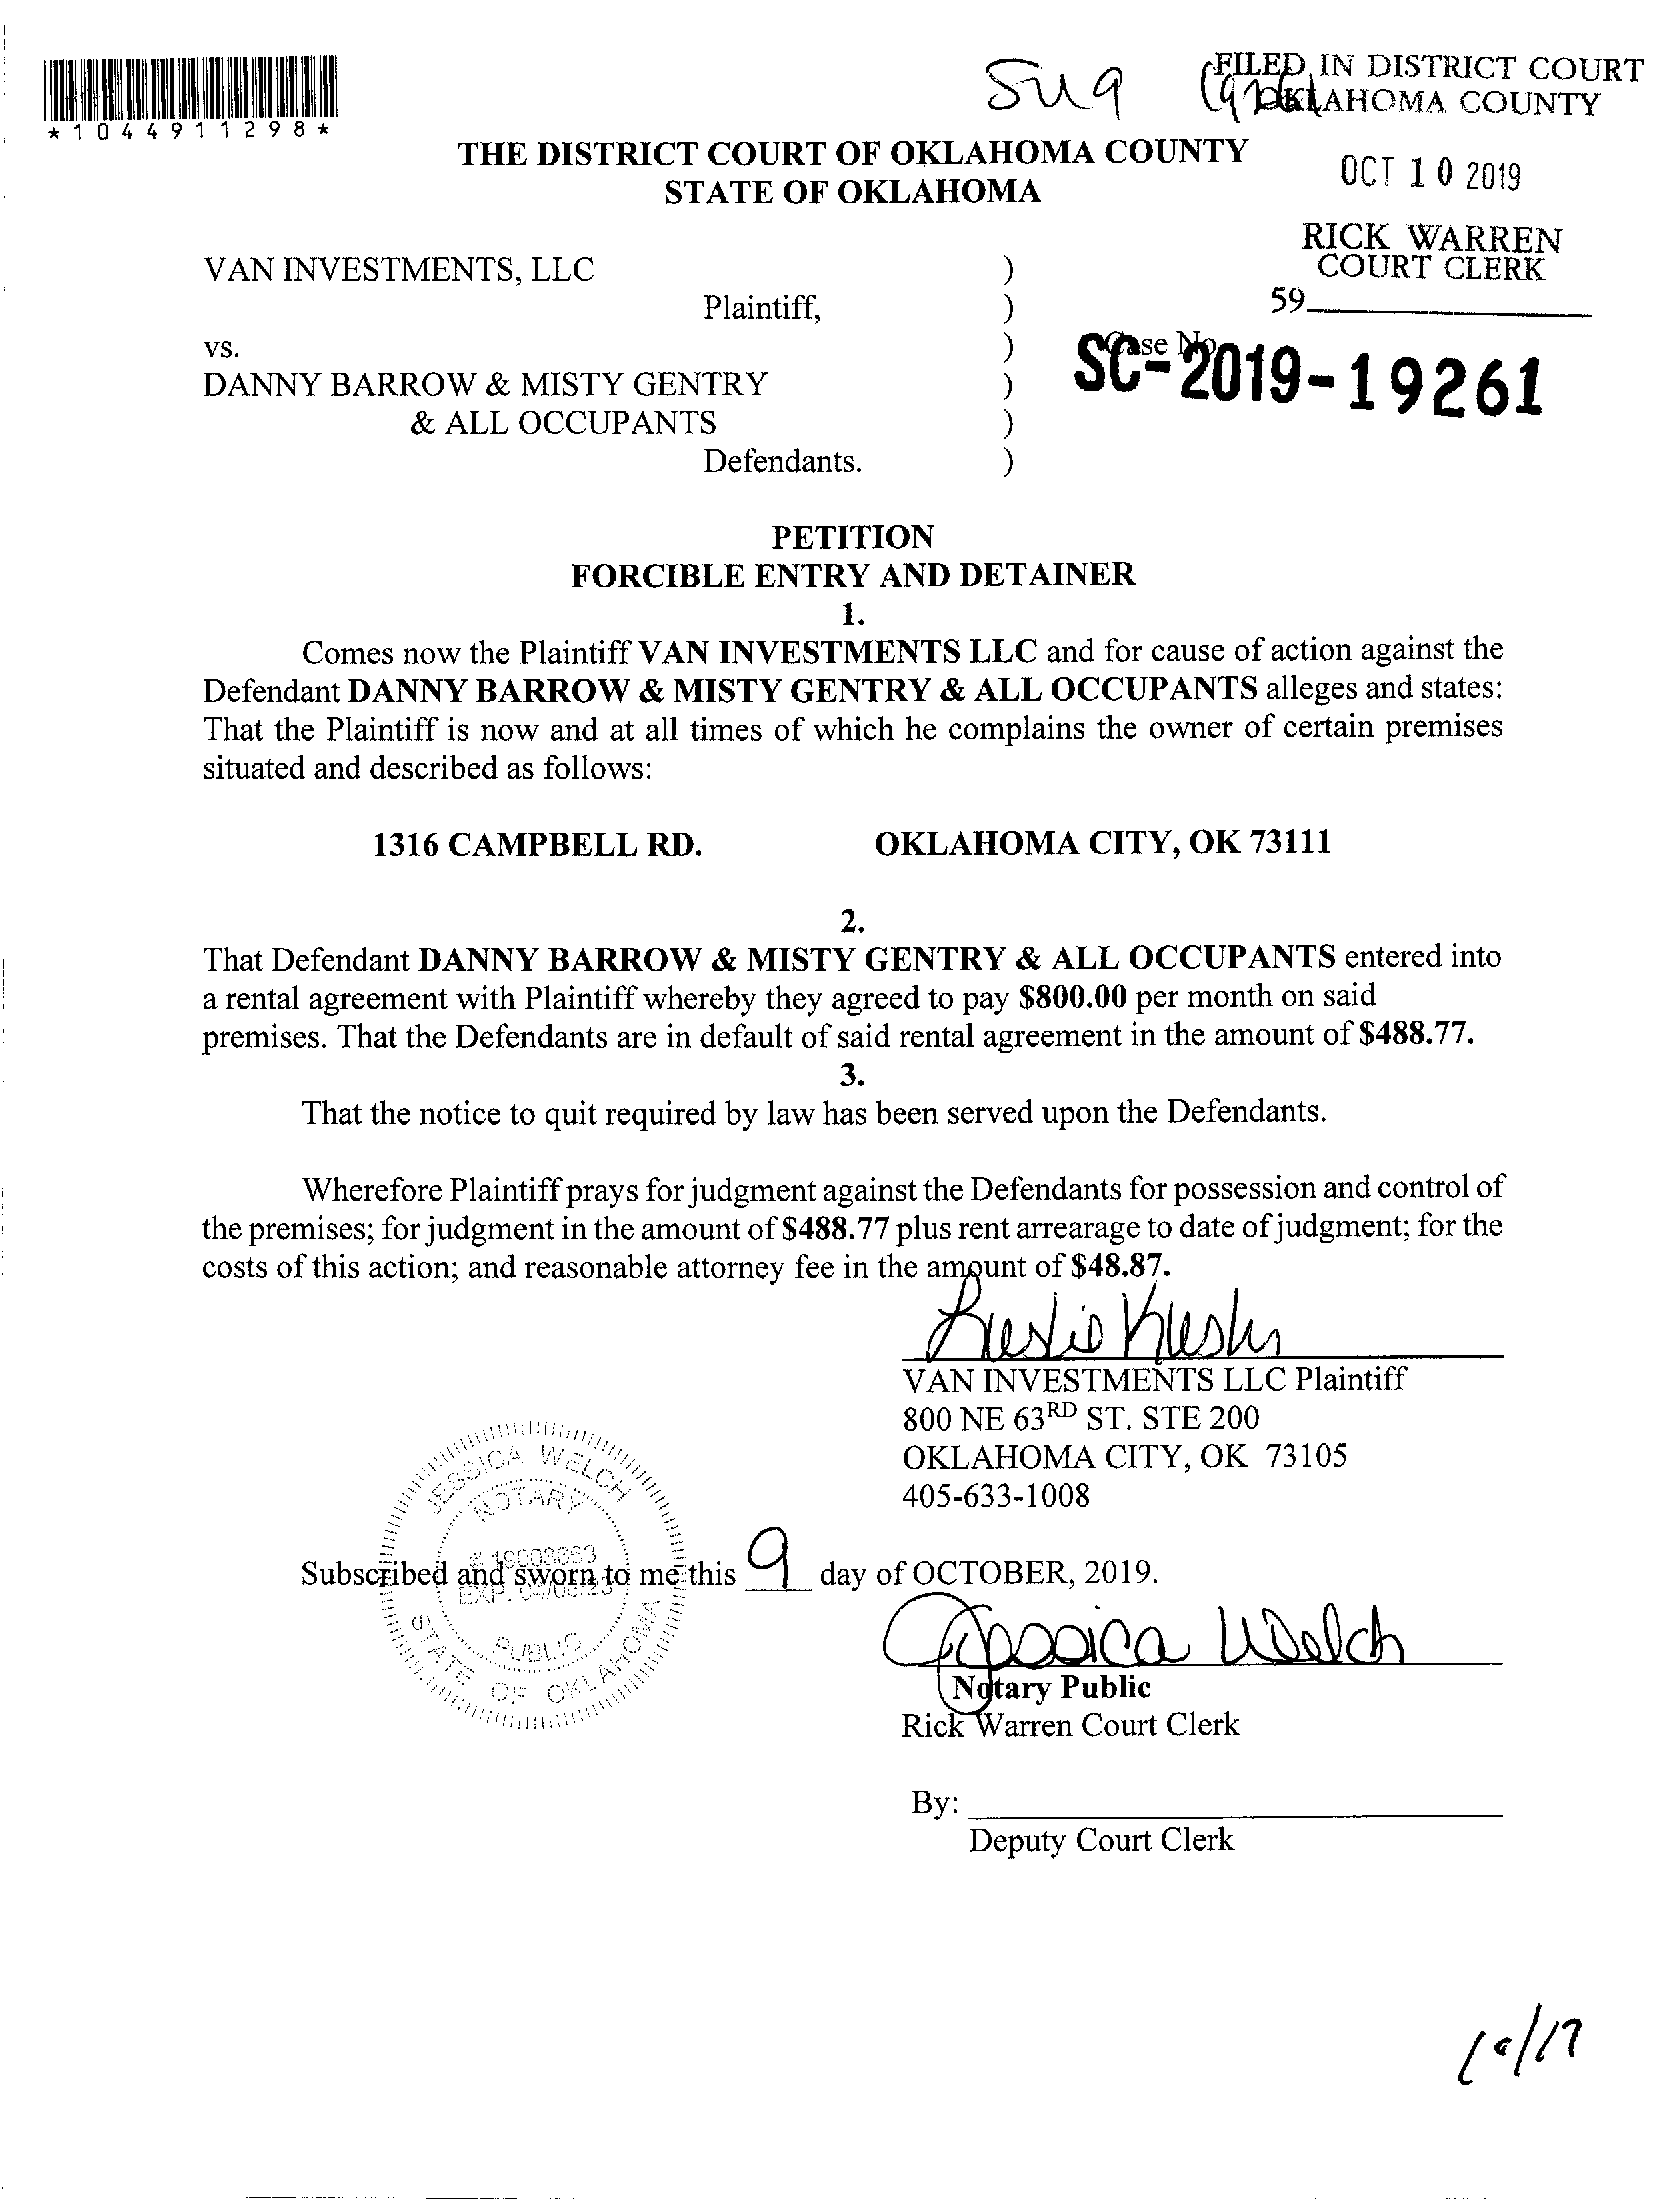 *1044911298*
FILED IN DISTRICT COURT
OKLAHOMA COUNTY
THE DISTRICT COURT OF OKLAHOMA COUNTY
STATE OF OKLAHOMA
OCT 10 2019
RICK WARREN
COURT CLERK
59
VAN INVESTMENTS, LLC )
Plaintiff, )
vs. ) Case No.
SC-2019-19261
DANNY BARROW & MISTY GENTRY )
& ALL OCCUPANTS )
Defendants. )
PETITION
FORCIBLE ENTRY AND DETAINER
1.
Comes now the Plaintiff VAN INVESTMENTS LLC and for cause of action against the
Defendant DANNY BARROW & MISTY GENTRY & ALL OCCUPANTS alleges and states:
That the Plaintiff is now and at all times of which he complains the owner of certain premises
situated and described as follows:
1316 CAMPBELL RD. OKLAHOMA CITY, OK 73111
2.
That Defendant DANNY BARROW & MISTY GENTRY & ALL OCCUPANTS entered into
a rental agreement with Plaintiff whereby they agreed to pay $800.00 per month on said
premises. That the Defendants are in default of said rental agreement in the amount of $488.77.
3.
That the notice to quit required by law has been served upon the Defendants.
Wherefore Plaintiff prays for judgment against the Defendants for possession and control of
the premises; for judgment in the amount of $488.77 plus rent arrearage to date of judgment; for the
costs of this action; and reasonable attorney fee in the amount of $48.87.
VAN INVESTMENTS LLC Plaintiff
800 NE 63RD ST. STE 200
OKLAHOMA CITY, OK 73105
405-633-1008
JESSICA WELCH
NOTARY
PUBLIC
STATE OF OKLAHOMA
Subscribed and sworn to me this 9 day of OCTOBER, 2019.
Jessica Welch
Notary Public
Rick Warren Court Clerk
By:
Deputy Court Clerk
10/17